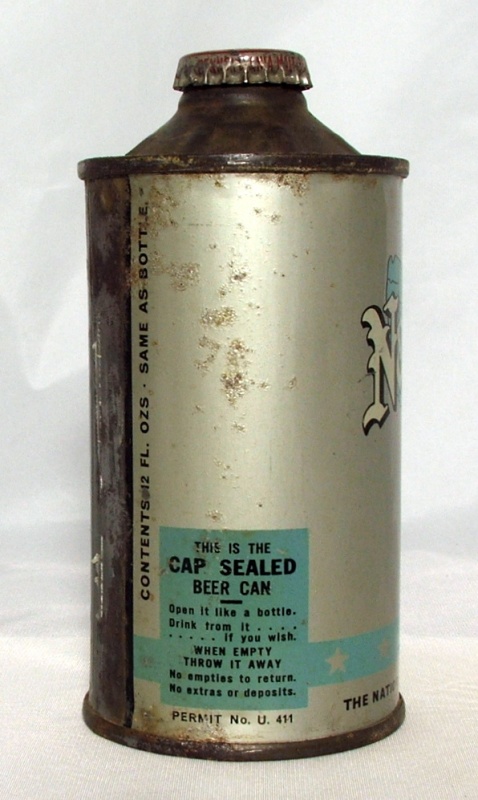 CONTENTS 12 FL. OZS · SAME AS BOTTLE
THIS IS THE
CAP SEALED
BEER CAN
Open it like a bottle.
Drink from it . . . .
. . . . . if you wish.
WHEN EMPTY
THROW IT AWAY
No empties to return.
No extras or deposits.
PERMIT No. U. 411
THE